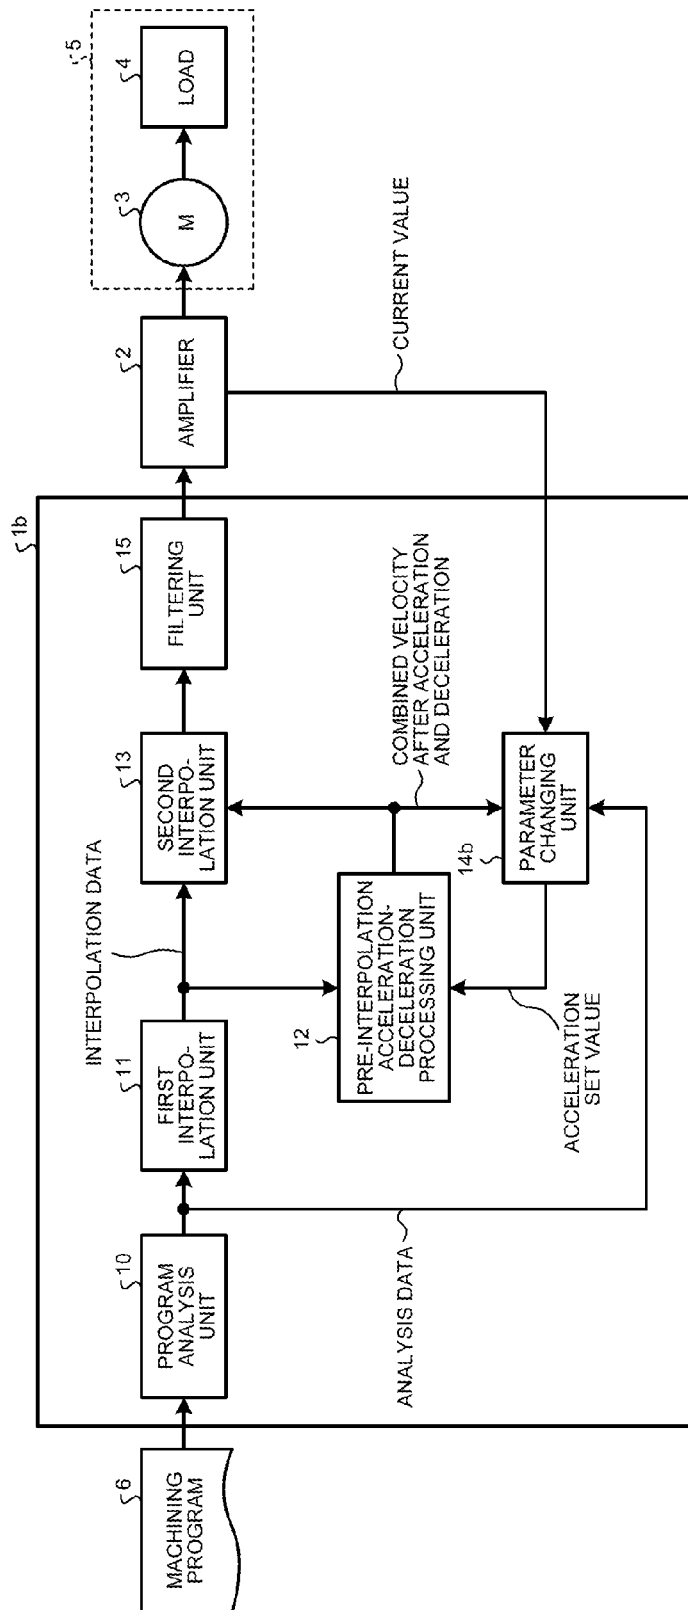 1b
6
MACHINING
PROGRAM
10
PROGRAM
ANALYSIS
UNIT
11
FIRST
INTERPO-
LATION UNIT
INTERPOLATION DATA
13
SECOND
INTERPO-
LATION UNIT
15
FILTERING
UNIT
2
AMPLIFIER
3
M
4
LOAD
5
12
PRE-INTERPOLATION
ACCELERATION-
DECELERATION
PROCESSING UNIT
COMBINED VELOCITY
AFTER ACCELERATION
AND DECELERATION
14b
PARAMETER
CHANGING
UNIT
CURRENT VALUE
ACCELERATION
SET VALUE
ANALYSIS DATA